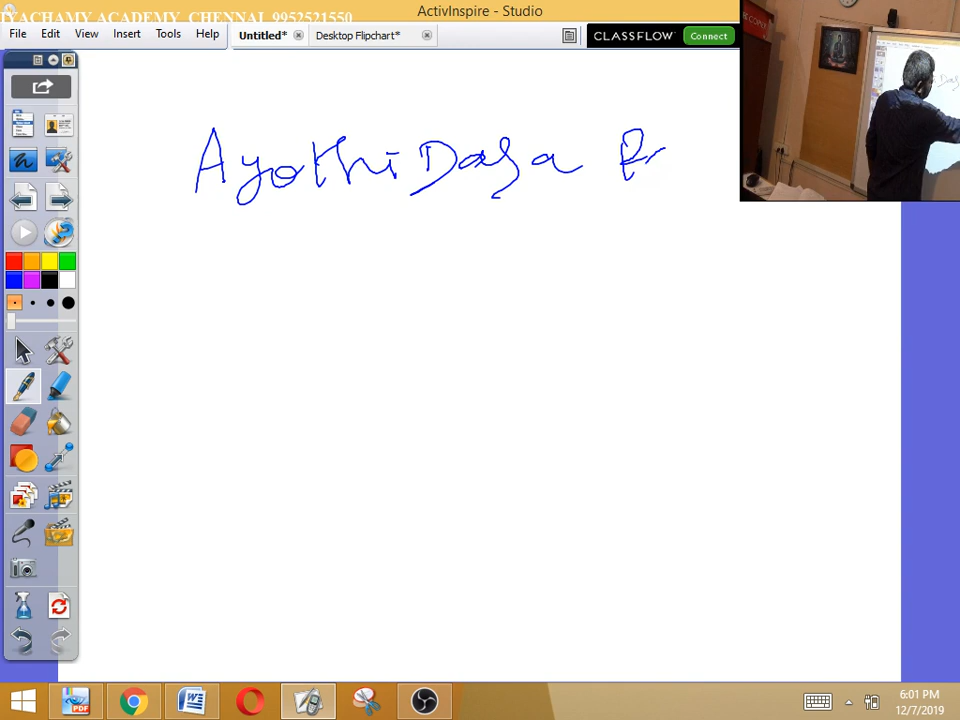 IYACHAMY ACADEMY, CHENNAI 9952521550
ActivInspire - Studio
File Edit View Insert Tools Help
Untitled* Desktop Flipchart*
CLASSFLOW Connect
Ayothi Dasa P
6:01 PM
12/7/2019